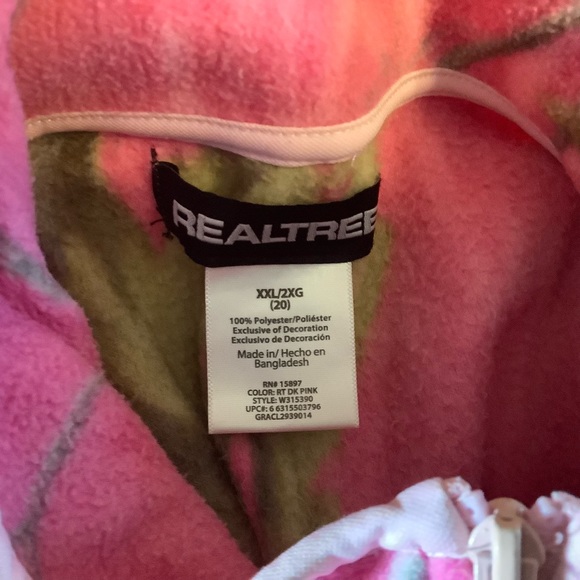 REALTREE
XXL/2XG
(20)
100% Polyester/Poliéster
Exclusive of Decoration
Exclusivo de Decoración
Made in/ Hecho en
Bangladesh
RN# 15897
COLOR: RT DK PINK
STYLE: W315390
UPC#: 6 6315503796
GRACL2939014